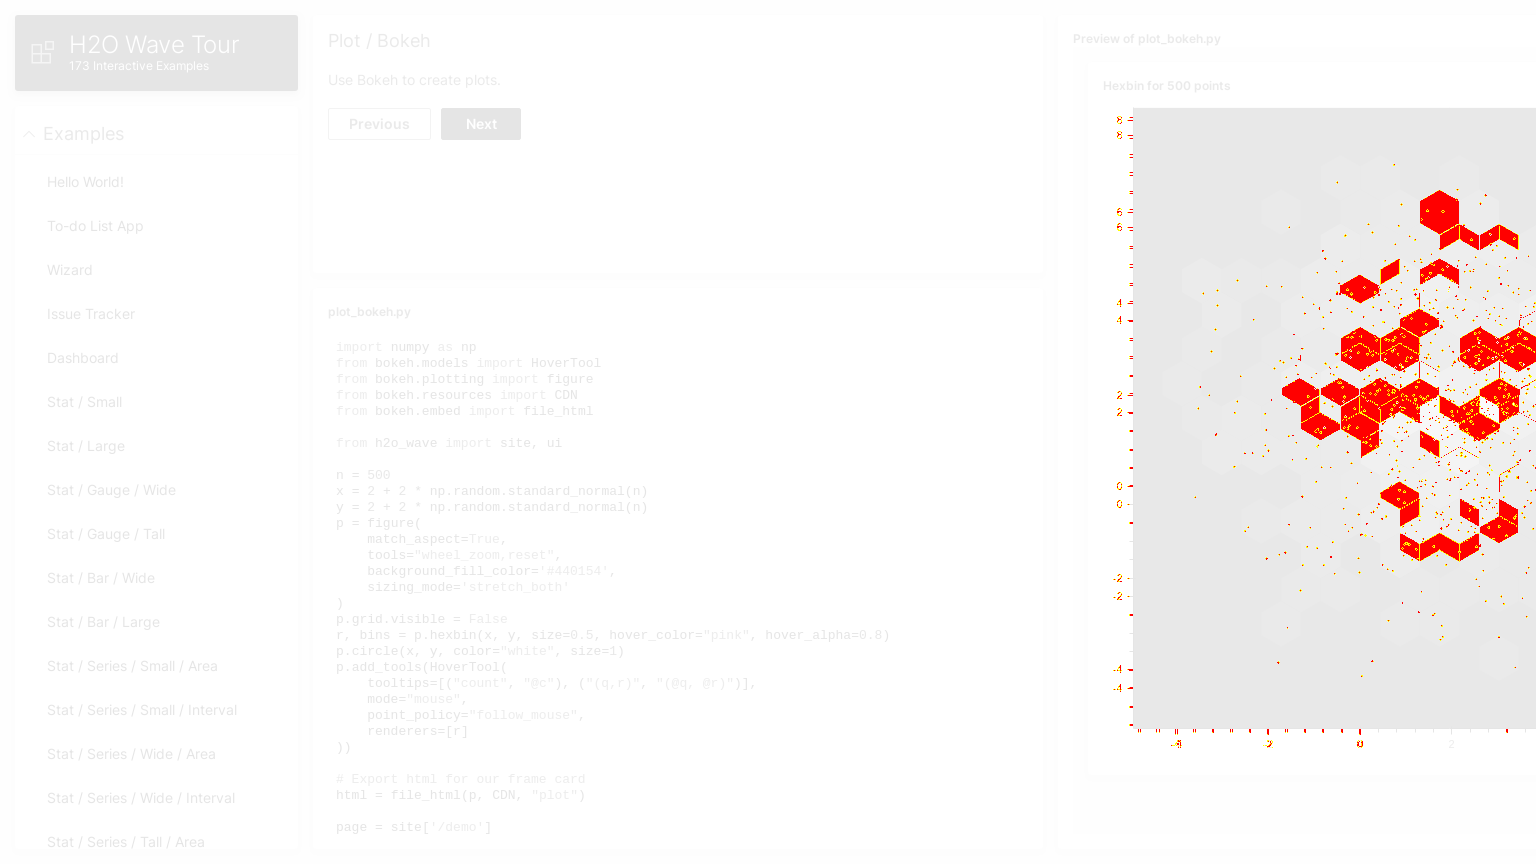 H2O Wave Tour
173 Interactive Examples
Examples
Hello World!
To-do List App
Wizard
Issue Tracker
Dashboard
Stat / Small
Stat / Large
Stat / Gauge / Wide
Stat / Gauge / Tall
Stat / Bar / Wide
Stat / Bar / Large
Stat / Series / Small / Area
Stat / Series / Small / Interval
Stat / Series / Wide / Area
Stat / Series / Wide / Interval
Stat / Series / Tall / Area
Plot / Bokeh
Use Bokeh to create plots.
Previous
Next
plot_bokeh.py
import numpy as np
from bokeh.models import HoverTool
from bokeh.plotting import figure
from bokeh.resources import CDN
from bokeh.embed import file_html
from h2o_wave import site, ui
n = 500
x = 2 + 2 * np.random.standard_normal(n)
y = 2 + 2 * np.random.standard_normal(n)
p = figure(
match_aspect=True,
tools="wheel_zoom,reset",
background_fill_color='#440154',
sizing_mode='stretch_both'
)
p.grid.visible = False
r, bins = p.hexbin(x, y, size=0.5, hover_color="pink", hover_alpha=0.8)
p.circle(x, y, color="white", size=1)
p.add_tools(HoverTool(
tooltips=[("count", "@c"), ("(q,r)", "(@q, @r)")],
mode="mouse",
point_policy="follow_mouse",
renderers=[r]
))
# Export html for our frame card
html = file_html(p, CDN, "plot")
page = site['/demo']
Preview of plot_bokeh.py
Hexbin for 500 points
6
6
4
4
2
2
0
0
-2
-2
-4
-4
2